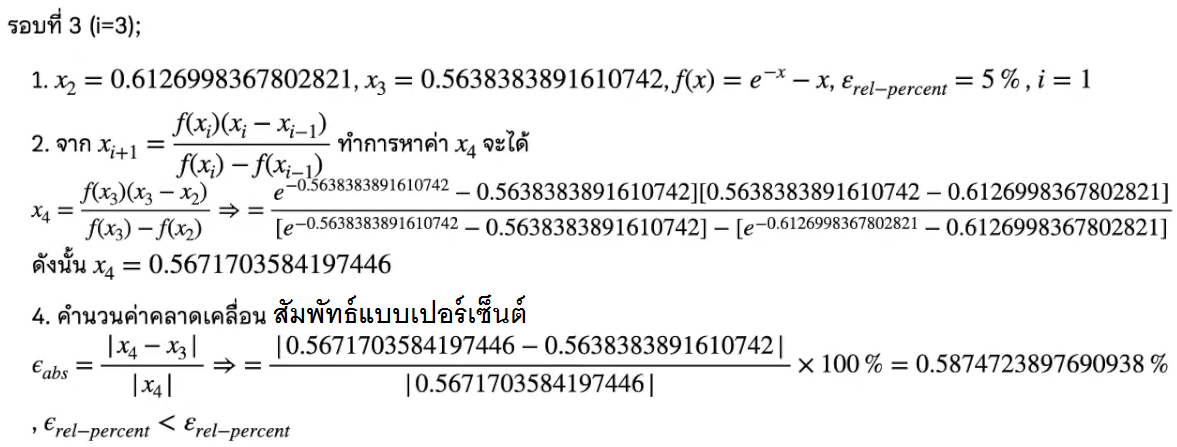 รอบที่ 3 (i=3);
1. x₂ = 0.6126998367802821, x₃ = 0.5638383891610742, f(x) = e^{−x} − x, ε_{rel−percent} = 5 % , i = 1
2. จาก x_{i+1} = \frac{f(x_i)(x_i − x_{i−1})}{f(x_i) − f(x_{i−1})} ทำการหาค่า x₄ จะได้
x₄ = \frac{f(x₃)(x₃ − x₂)}{f(x₃) − f(x₂)} ⇒ = \frac{e^{−0.5638383891610742} − 0.5638383891610742][0.5638383891610742 − 0.6126998367802821]}{[e^{−0.5638383891610742} − 0.5638383891610742] − [e^{−0.6126998367802821} − 0.6126998367802821]}
ดังนั้น x₄ = 0.5671703584197446
4. คำนวนค่าคลาดเคลื่อน สัมพัทธ์แบบเปอร์เซ็นต์
ϵ_{abs} = \frac{|x₄ − x₃|}{|x₄|} ⇒ = \frac{|0.5671703584197446 − 0.5638383891610742|}{|0.5671703584197446|} × 100 % = 0.5874723897690938 %
, ϵ_{rel−percent} < ε_{rel−percent}